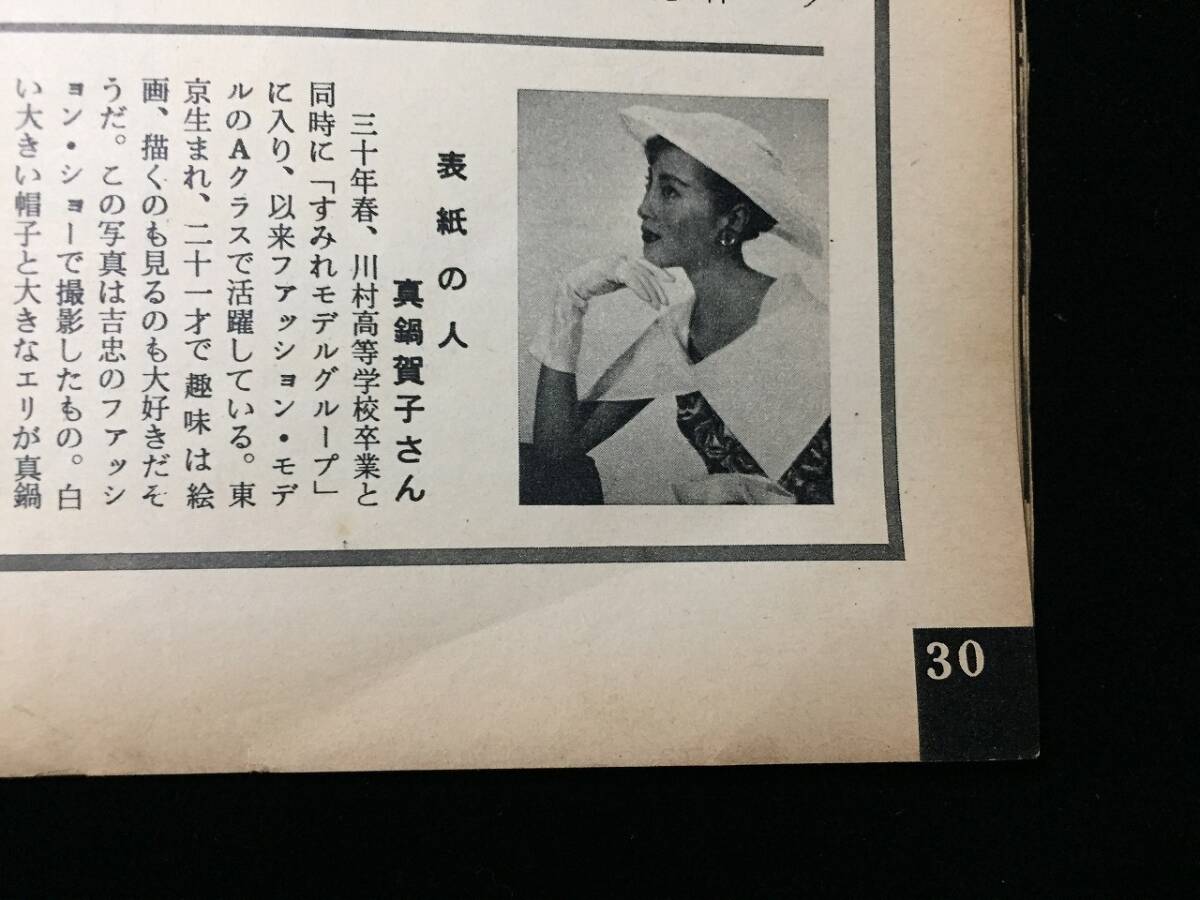 表紙の人
真鍋賀子さん
三十年春、川村高等学校卒業と
同時に「すみれモデルグループ」
に入り、以来ファッション・モデ
ルのAクラスで活躍している。東
京生まれ、二十一才で趣味は絵
画、描くのも見るのも大好きだそ
うだ。この写真は吉忠のファッシ
ョン・ショーで撮影したもの。白
い大きい帽子と大きなエリが真鍋
30